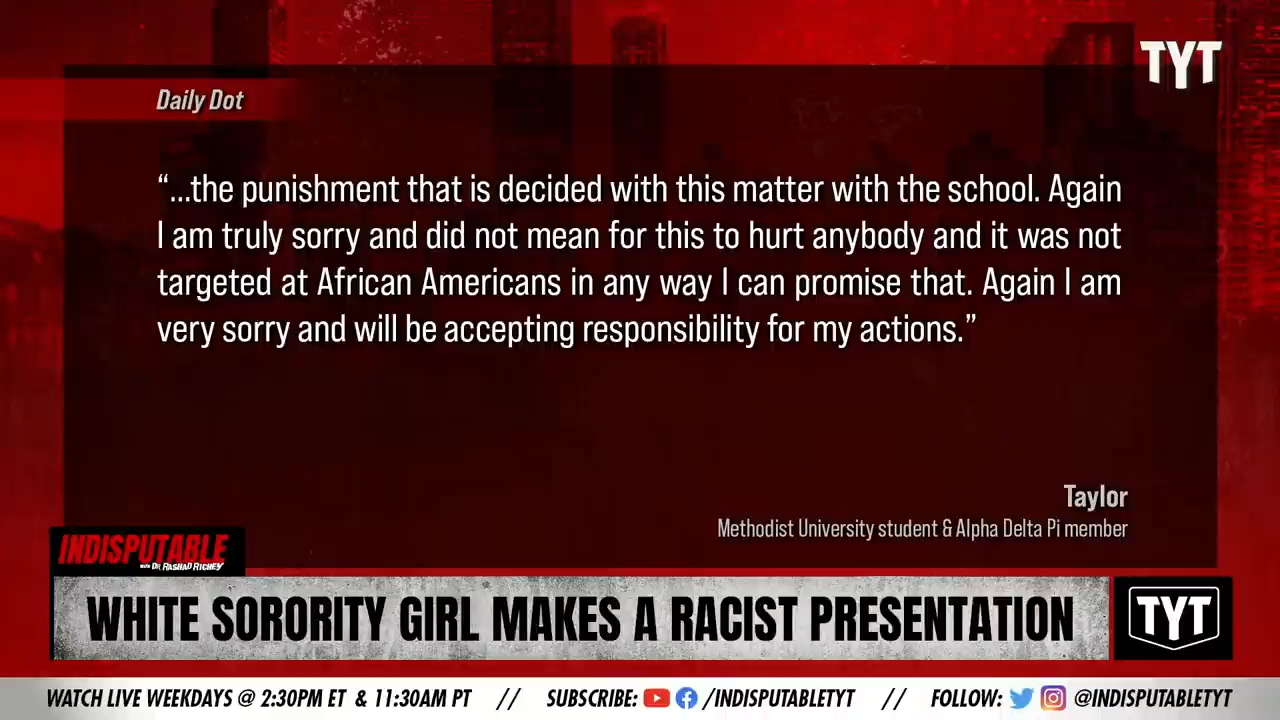 TYT
Daily Dot
“...the punishment that is decided with this matter with the school. Again
I am truly sorry and did not mean for this to hurt anybody and it was not
targeted at African Americans in any way I can promise that. Again I am
very sorry and will be accepting responsibility for my actions.”
Taylor
Methodist University student & Alpha Delta Pi member
INDISPUTABLE
WITH DR. RASHAD RICHEY
WHITE SORORITY GIRL MAKES A RACIST PRESENTATION
TYT
WATCH LIVE WEEKDAYS @ 2:30PM ET & 11:30AM PT // SUBSCRIBE: /INDISPUTABLETYT // FOLLOW: @INDISPUTABLETYT